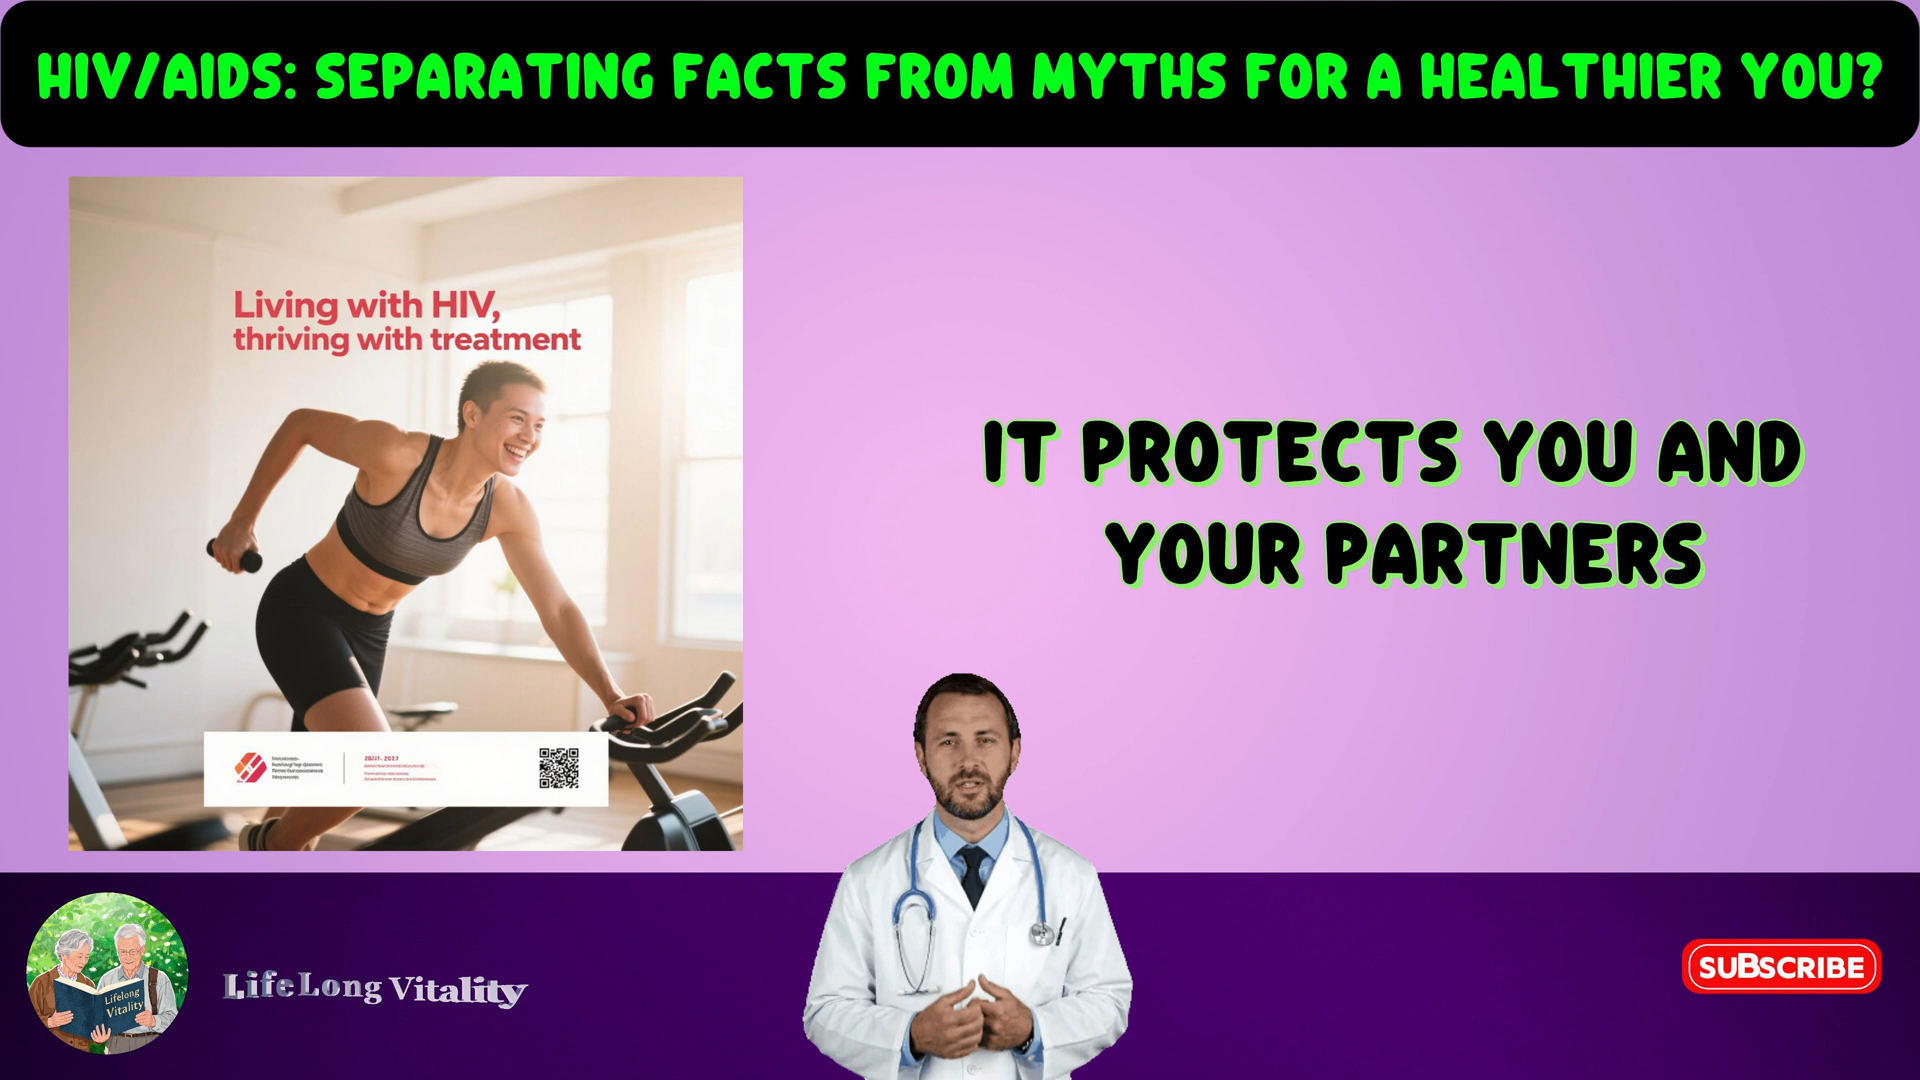 HIV/AIDS: SEPARATING FACTS FROM MYTHS FOR A HEALTHIER YOU?
Living with HIV,
thriving with treatment
IT PROTECTS YOU AND
YOUR PARTNERS
Lifelong
Vitality
LifeLong Vitality
SUBSCRIBE